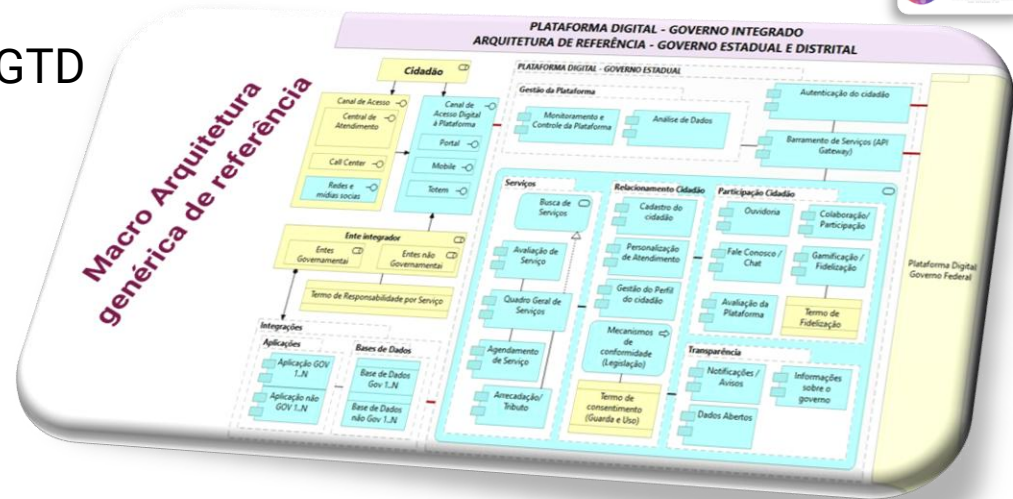 GTD
Macro Arquitetura
genérica de referência
PLATAFORMA DIGITAL - GOVERNO INTEGRADO
ARQUITETURA DE REFERÊNCIA - GOVERNO ESTADUAL E DISTRITAL
Cidadão
Canal de Acesso
Central de
Atendimento
Call Center
Redes e
mídias socias
Canal de
Acesso Digital
à Plataforma
Portal
Mobile
Totem
Ente integrador
Entes
Governamentai
Entes não
Governamentai
Termo de Responsabilidade por Serviço
Integrações
Aplicações
Aplicação GOV
1..N
Aplicação não
GOV 1..N
Bases de Dados
Base de Dados
Gov 1..N
Base de Dados
não Gov 1..N
PLATAFORMA DIGITAL - GOVERNO ESTADUAL
Gestão da Plataforma
Monitoramento e
Controle da Plataforma
Análise de Dados
Autenticação do cidadão
Barramento de Serviços (API
Gateway)
Serviços
Busca de
Serviços
Avaliação de
Serviço
Quadro Geral de
Serviços
Agendamento
de Serviço
Arrecadação/
Tributo
Relacionamento Cidadão
Cadastro do
cidadão
Personalização
de Atendimento
Gestão do Perfil
do cidadão
Mecanismos
de
conformidade
(Legislação)
Termo de
consentimento
(Guarda e Uso)
Participação Cidadão
Ouvidoria
Colaboração/
Participação
Fale Conosco /
Chat
Gamificação /
Fidelização
Avaliação da
Plataforma
Termo de
Fidelização
Transparência
Notificações /
Avisos
Informações
sobre o
governo
Dados Abertos
Plataforma Digital
Governo Federal